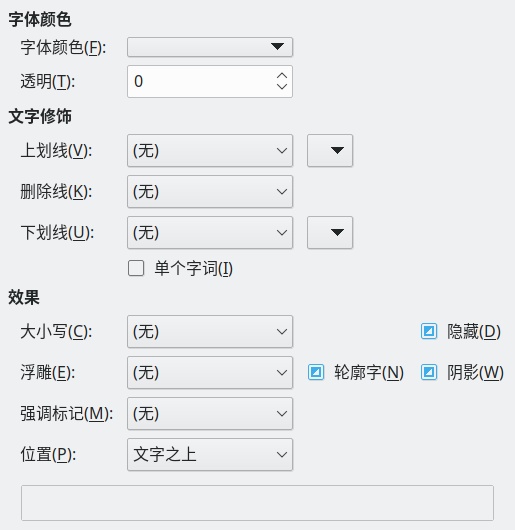 字体颜色
字体颜色(F):
透明(T): 0
文字修饰
上划线(V): (无)
删除线(K): (无)
下划线(U): (无)
单个字词(I)
效果
大小写(C): (无) 隐藏(D)
浮雕(E): (无) 轮廓字(N) 阴影(W)
强调标记(M): (无)
位置(P): 文字之上